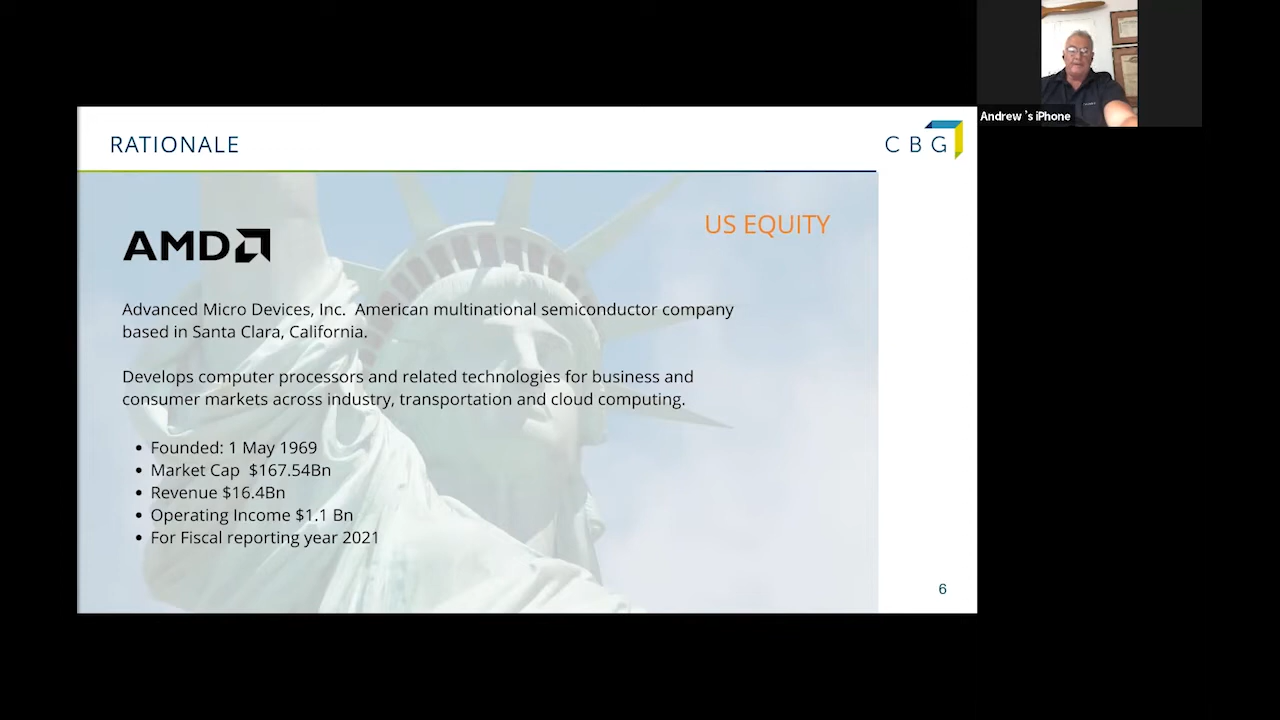 RATIONALE
CBG
Andrew 's iPhone
US EQUITY
AMD
Advanced Micro Devices, Inc.  American multinational semiconductor company
based in Santa Clara, California.
Develops computer processors and related technologies for business and
consumer markets across industry, transportation and cloud computing.
• Founded: 1 May 1969
• Market Cap  $167.54Bn
• Revenue $16.4Bn
• Operating Income $1.1 Bn
• For Fiscal reporting year 2021
6